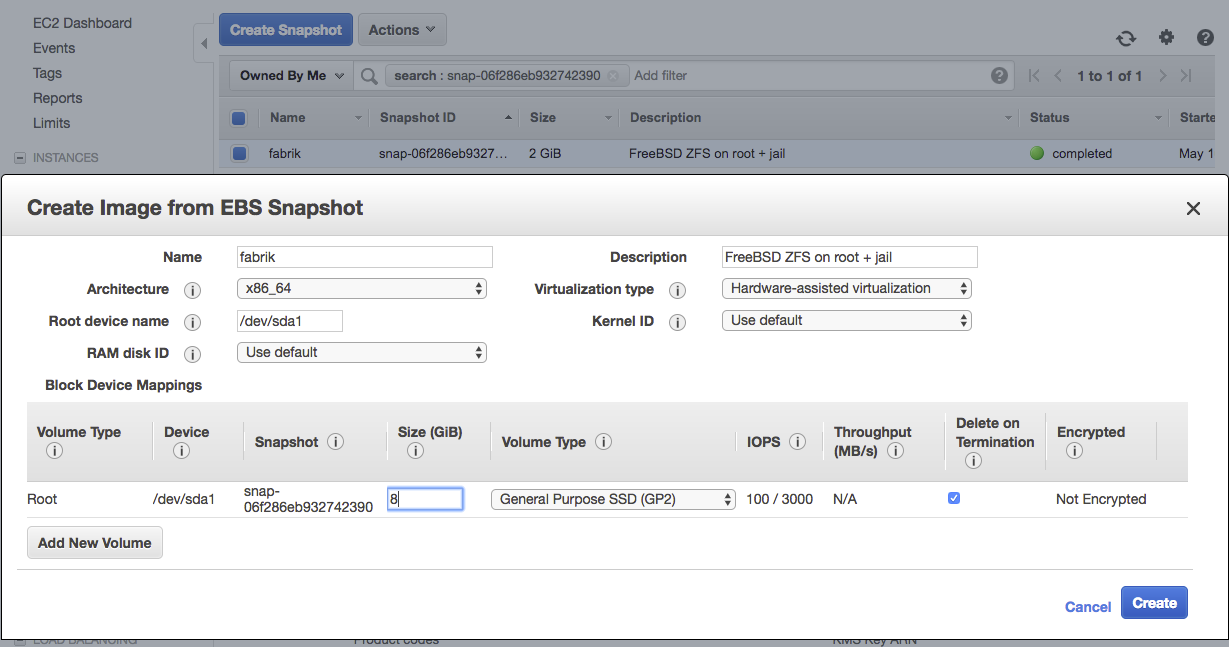 EC2 Dashboard
Events
Tags
Reports
Limits
INSTANCES
Create Snapshot Actions
Owned By Me search : snap-06f286eb932742390 Add filter 1 to 1 of 1
Name Snapshot ID Size Description Status Starte
fabrik snap-06f286eb9327... 2 GiB FreeBSD ZFS on root + jail completed May 1
Create Image from EBS Snapshot
Name fabrik Description FreeBSD ZFS on root + jail
Architecture x86_64 Virtualization type Hardware-assisted virtualization
Root device name /dev/sda1 Kernel ID Use default
RAM disk ID Use default
Block Device Mappings
Volume Type Device Snapshot Size (GiB) Volume Type IOPS Throughput (MB/s) Delete on Termination Encrypted
Root /dev/sda1 snap-06f286eb932742390 8 General Purpose SSD (GP2) 100 / 3000 N/A Not Encrypted
Add New Volume
Cancel Create
LOAD BALANCING Product codes KMS Key ARN